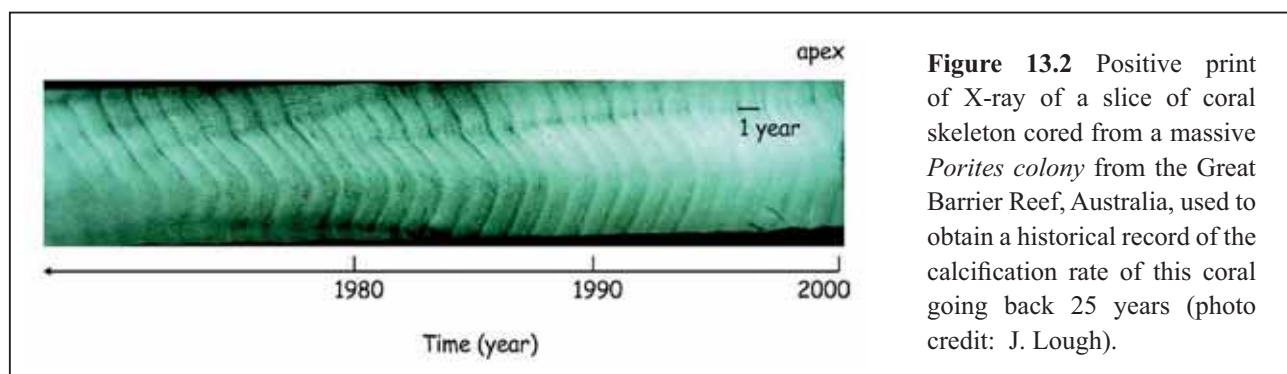 apex
1 year
1980 1990 2000
Time (year)
Figure 13.2 Positive print
of X-ray of a slice of coral
skeleton cored from a massive
Porites colony from the Great
Barrier Reef, Australia, used to
obtain a historical record of the
calcification rate of this coral
going back 25 years (photo
credit: J. Lough).